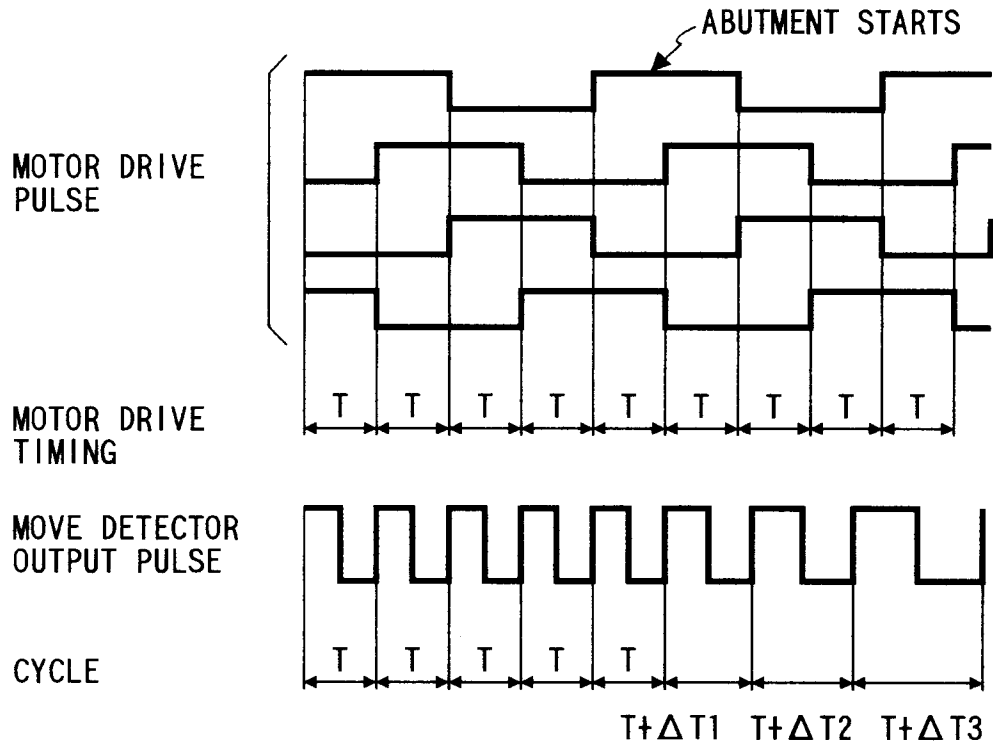 ABUTMENT STARTS
MOTOR DRIVE
PULSE
T T T T T T T T T
MOTOR DRIVE
TIMING
MOVE DETECTOR
OUTPUT PULSE
T T T T T
CYCLE
T+ΔT1 T+ΔT2 T+ΔT3